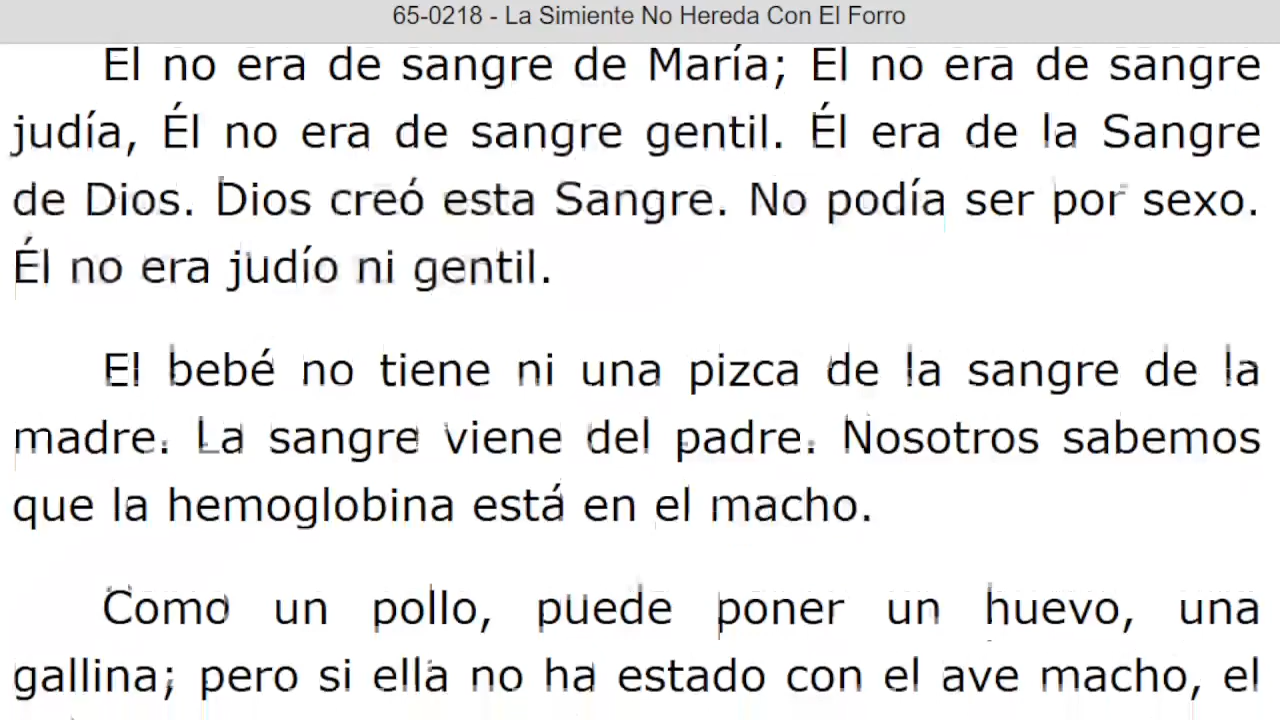 65-0218 - La Simiente No Hereda Con El Forro
Él no era de sangre de María; Él no era de sangre
judía, Él no era de sangre gentil. Él era de la Sangre
de Dios. Dios creó esta Sangre. No podía ser por sexo.
Él no era judío ni gentil.
El bebé no tiene ni una pizca de la sangre de la
madre. La sangre viene del padre. Nosotros sabemos
que la hemoglobina está en el macho.
Como un pollo, puede poner un huevo, una
gallina; pero si ella no ha estado con el ave macho, el